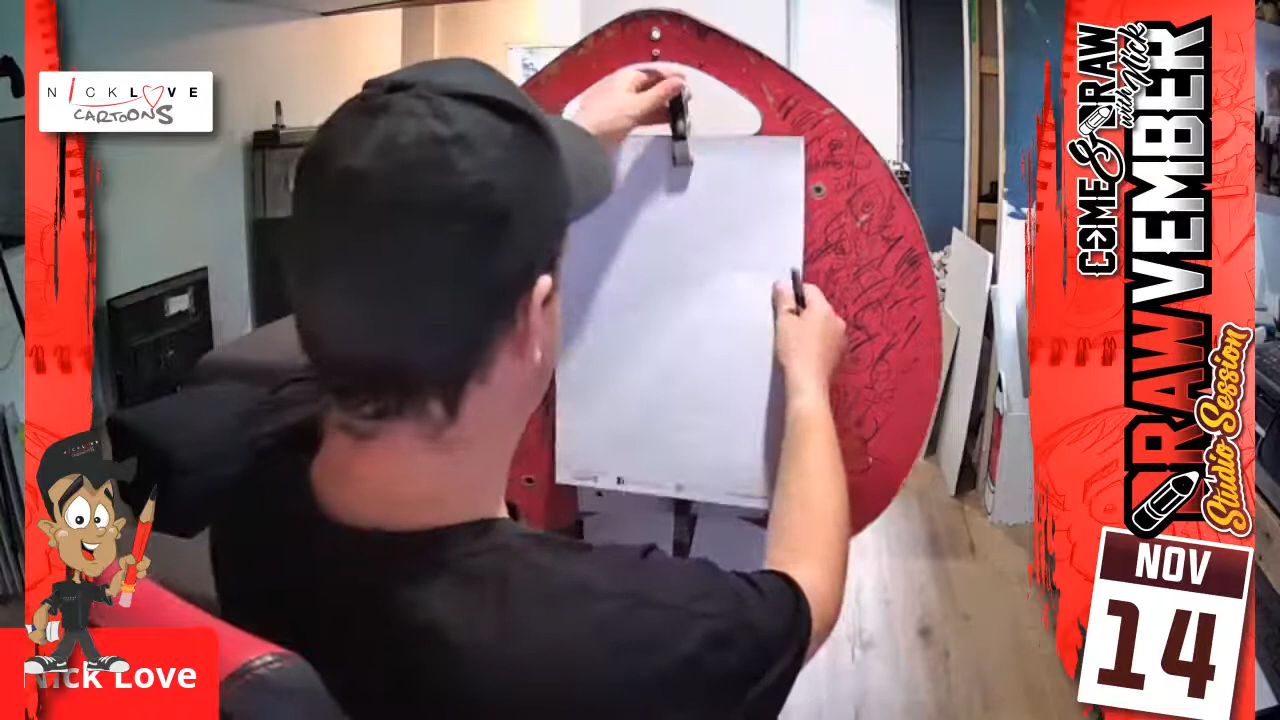 NICK LOVE
CARTOONS
COME & DRAW
with Nick
DRAWVEMBER
Studio Session
NOV
14
Nick Love